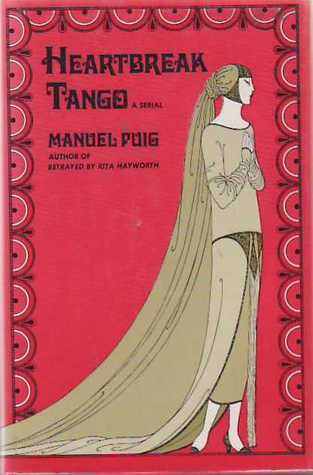 HEARTBREAK
TANGO A SERIAL
MANUEL PUIG
AUTHOR OF
BETRAYED BY RITA HAYWORTH